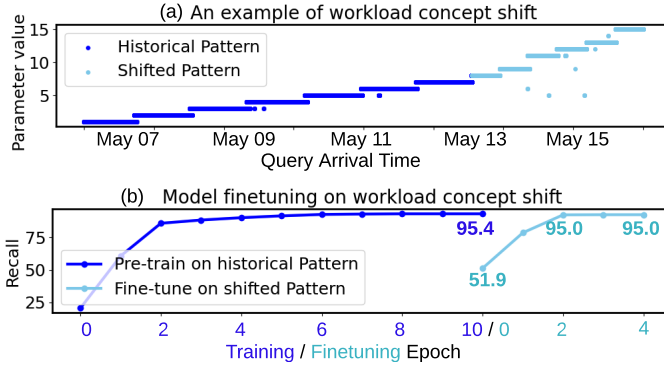 (a) An example of workload concept shift
Parameter value
15
10
5
Historical Pattern
Shifted Pattern
May 07 May 09 May 11 May 13 May 15
Query Arrival Time
(b) Model finetuning on workload concept shift
Recall
75
50
25
95.4
95.0
95.0
51.9
Pre-train on historical Pattern
Fine-tune on shifted Pattern
0 2 4 6 8 10 / 0 2 4
Training / Finetuning Epoch